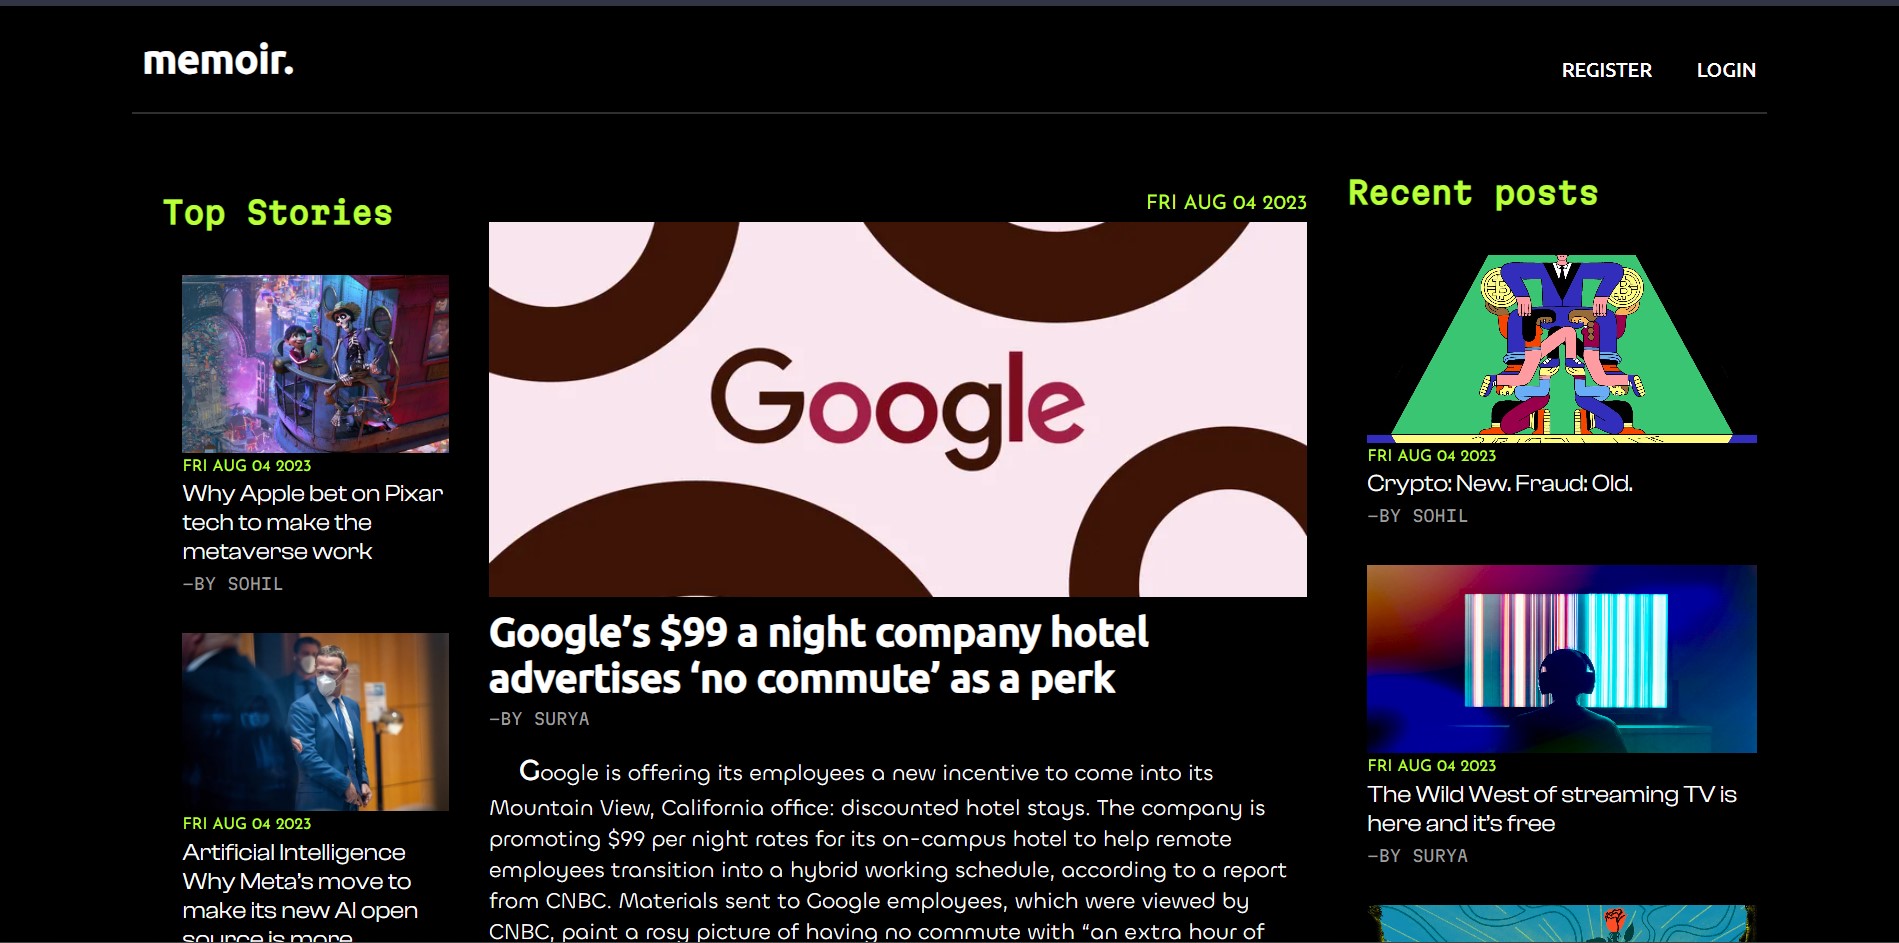 memoir.
REGISTER LOGIN
Top Stories
FRI AUG 04 2023
Why Apple bet on Pixar
tech to make the
metaverse work
—BY SOHIL
FRI AUG 04 2023
Artificial Intelligence
Why Meta’s move to
make its new AI open
source is more
FRI AUG 04 2023
Google
Google’s $99 a night company hotel
advertises ‘no commute’ as a perk
—BY SURYA
Google is offering its employees a new incentive to come into its
Mountain View, California office: discounted hotel stays. The company is
promoting $99 per night rates for its on-campus hotel to help remote
employees transition into a hybrid working schedule, according to a report
from CNBC. Materials sent to Google employees, which were viewed by
CNBC, paint a rosy picture of having no commute with “an extra hour of
Recent posts
FRI AUG 04 2023
Crypto: New. Fraud: Old.
—BY SOHIL
FRI AUG 04 2023
The Wild West of streaming TV is
here and it’s free
—BY SURYA